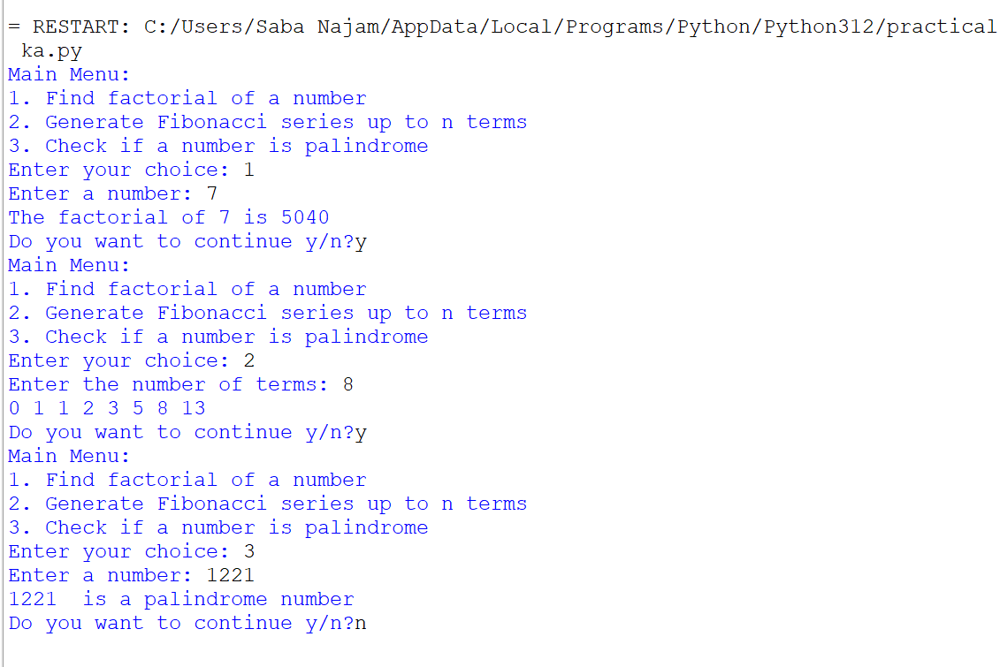 = RESTART: C:/Users/Saba Najam/AppData/Local/Programs/Python/Python312/practical
ka.py
Main Menu:
1. Find factorial of a number
2. Generate Fibonacci series up to n terms
3. Check if a number is palindrome
Enter your choice: 1
Enter a number: 7
The factorial of 7 is 5040
Do you want to continue y/n?y
Main Menu:
1. Find factorial of a number
2. Generate Fibonacci series up to n terms
3. Check if a number is palindrome
Enter your choice: 2
Enter the number of terms: 8
0 1 1 2 3 5 8 13
Do you want to continue y/n?y
Main Menu:
1. Find factorial of a number
2. Generate Fibonacci series up to n terms
3. Check if a number is palindrome
Enter your choice: 3
Enter a number: 1221
1221  is a palindrome number
Do you want to continue y/n?n